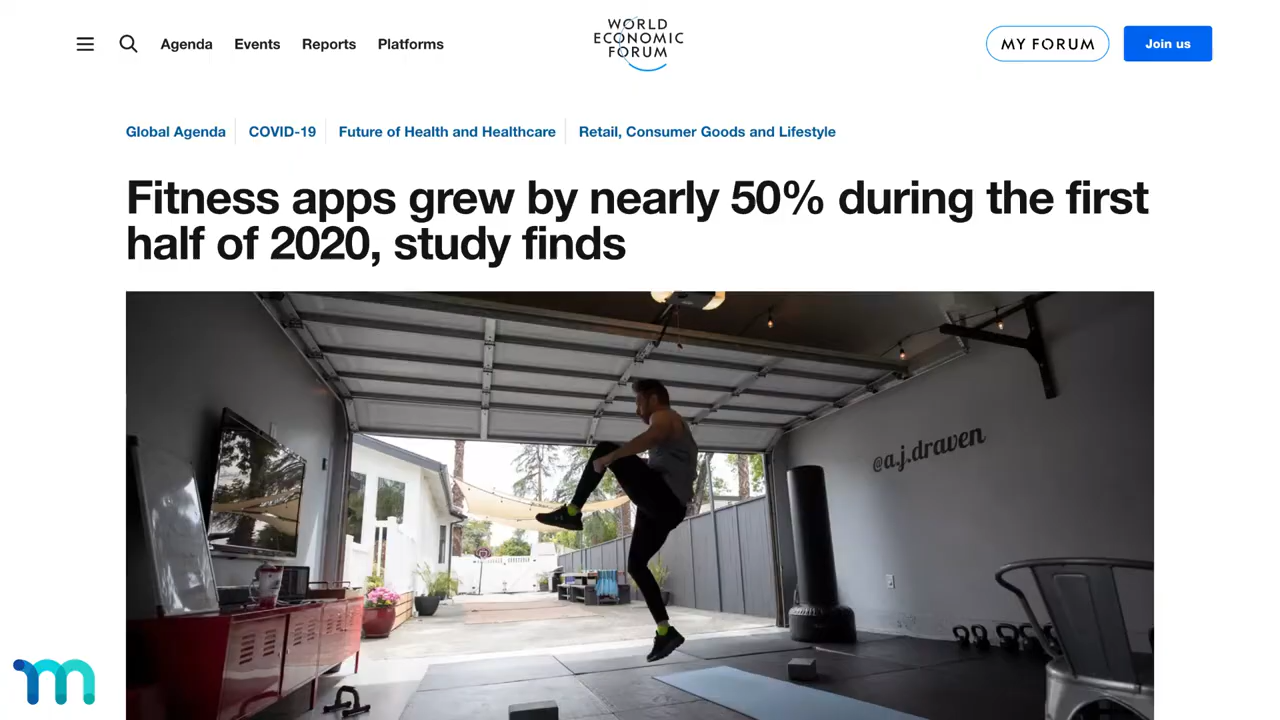 Agenda Events Reports Platforms
WORLD
ECONOMIC
FORUM
MY FORUM
Join us
Global Agenda
COVID-19
Future of Health and Healthcare
Retail, Consumer Goods and Lifestyle
Fitness apps grew by nearly 50% during the first
half of 2020, study finds
@a.j.draven
m